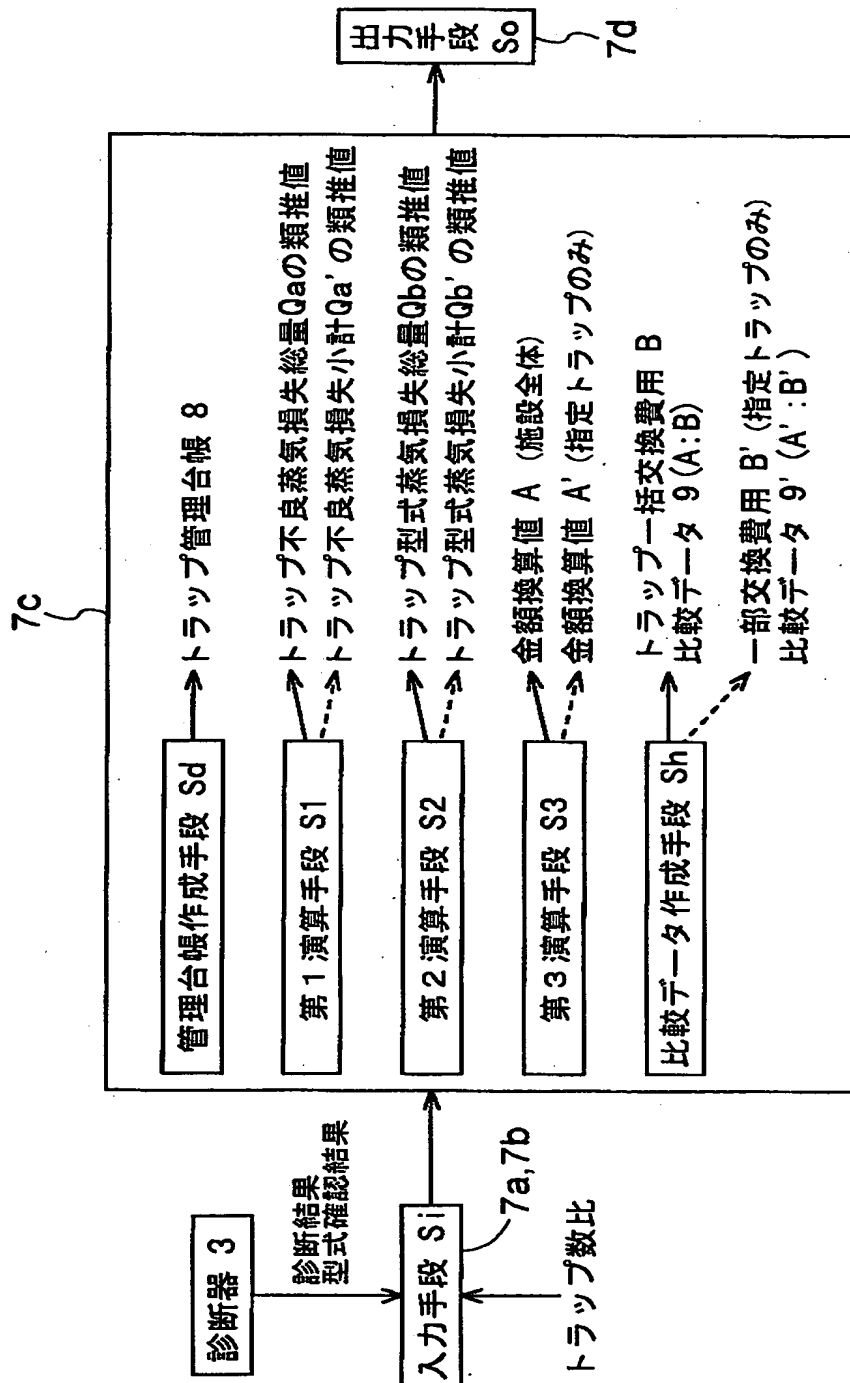 診断器 3
診断結果
型式確認結果
入力手段 Si
7a,7b
トラップ数比
7c
管理台帳作成手段 Sd
トラップ管理台帳 8
第1演算手段 S1
トラップ不良蒸気損失総量Qaの類推値
トラップ不良蒸気損失小計Qa'の類推値
第2演算手段 S2
トラップ型式蒸気損失総量Qbの類推値
トラップ型式蒸気損失小計Qb'の類推値
第3演算手段 S3
金額換算値 A (施設全体)
金額換算値 A' (指定トラップのみ)
比較データ作成手段 Sh
トラップ一括交換費用 B
比較データ 9(A:B)
一部交換費用 B' (指定トラップのみ)
比較データ 9' (A':B')
出力手段 So
7d